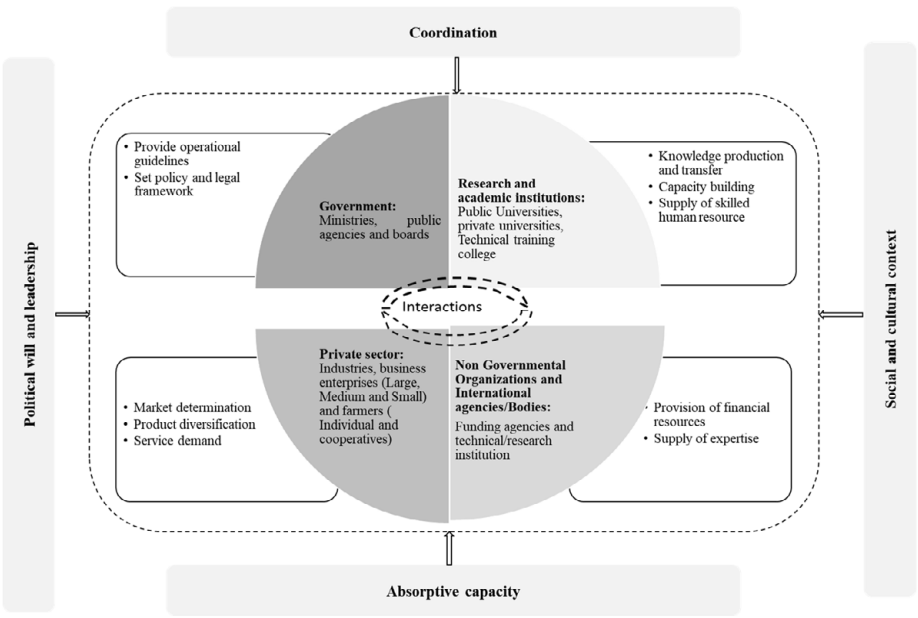 Coordination
Political will and leadership
• Provide operational
guidelines
• Set policy and legal
framework
Government:
Ministries, public
agencies and boards
Research and
academic institutions:
Public Universities,
private universities,
Technical training
college
• Knowledge production
and transfer
• Capacity building
• Supply of skilled
human resource
Social and cultural context
Interactions
• Market determination
• Product diversification
• Service demand
Private sector:
Industries, business
enterprises (Large,
Medium and Small)
and farmers (
Individual and
cooperatives)
Non Governmental
Organizations and
International
agencies/Bodies:
Funding agencies and
technical/research
institution
• Provision of financial
resources
• Supply of expertise
Absorptive capacity